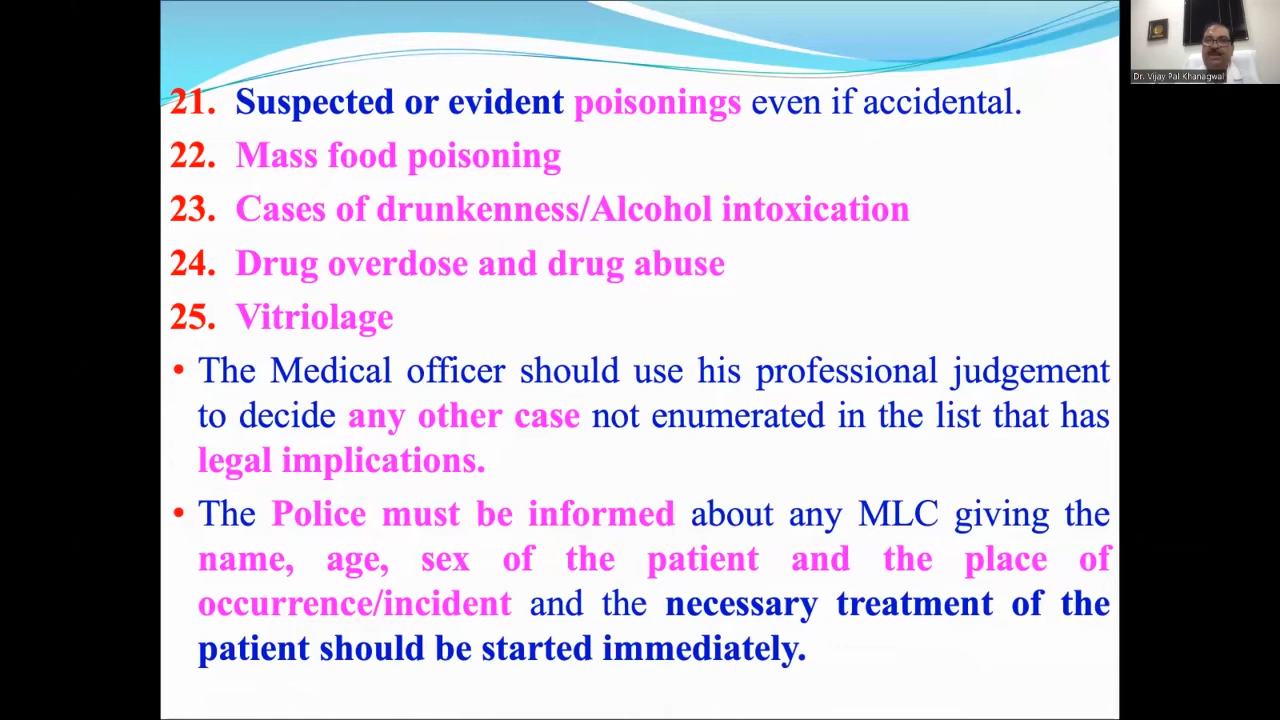 21. Suspected or evident poisonings even if accidental.
22. Mass food poisoning
23. Cases of drunkenness/Alcohol intoxication
24. Drug overdose and drug abuse
25. Vitriolage
• The Medical officer should use his professional judgement
to decide any other case not enumerated in the list that has
legal implications.
• The Police must be informed about any MLC giving the
name, age, sex of the patient and the place of
occurrence/incident and the necessary treatment of the
patient should be started immediately.
Dr. Vijay Pal Khanagwal